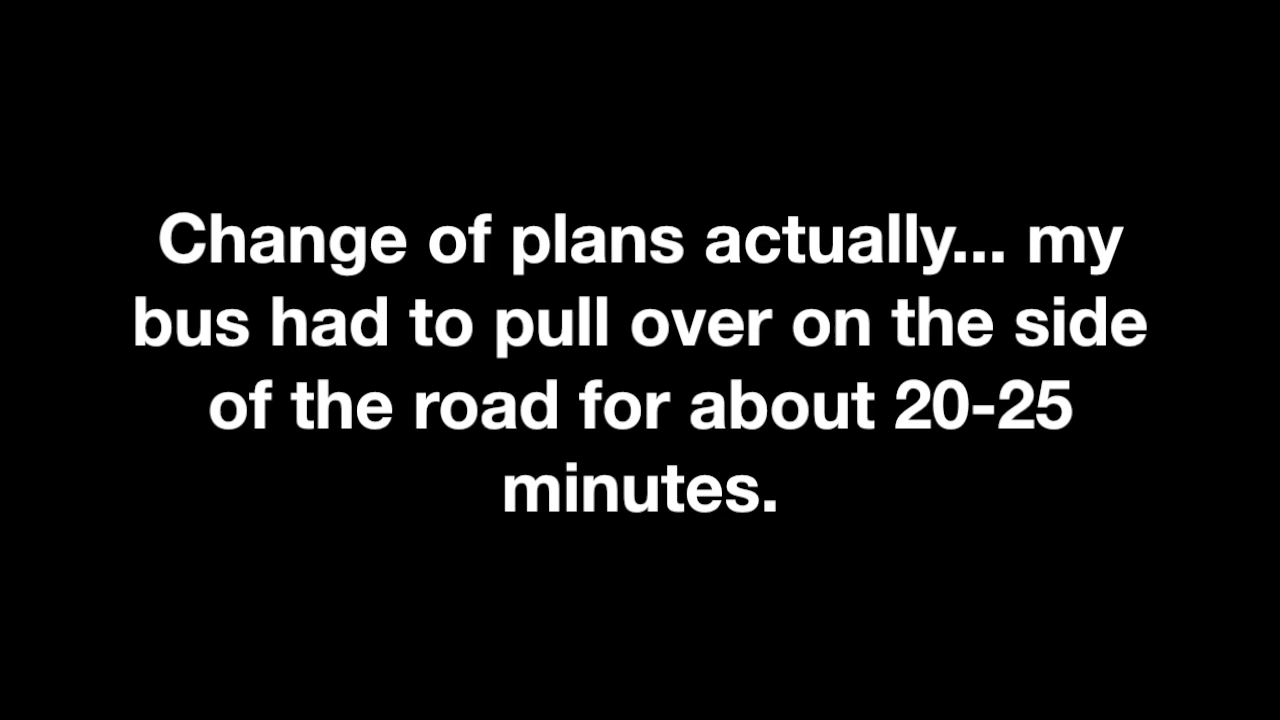 Change of plans actually... my
bus had to pull over on the side
of the road for about 20-25
minutes.